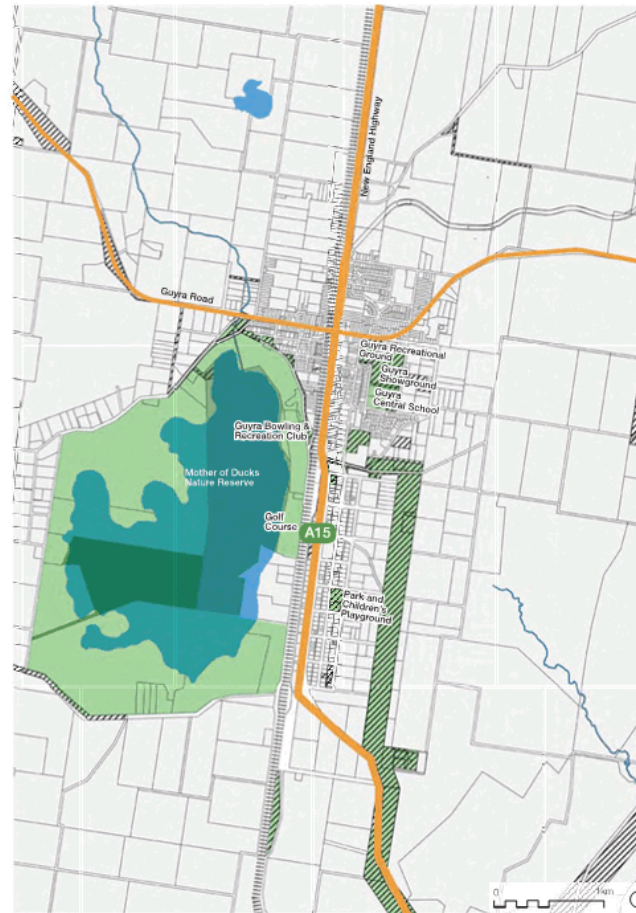 New England Highway
Guyra Road
Guyra Recreational
Ground
Guyra
Showground
Guyra
Central School
Guyra Bowling &
Recreation Club
Mother of Ducks
Nature Reserve
Golf
Course
A15
Park and
Children's
Playground
0
1km